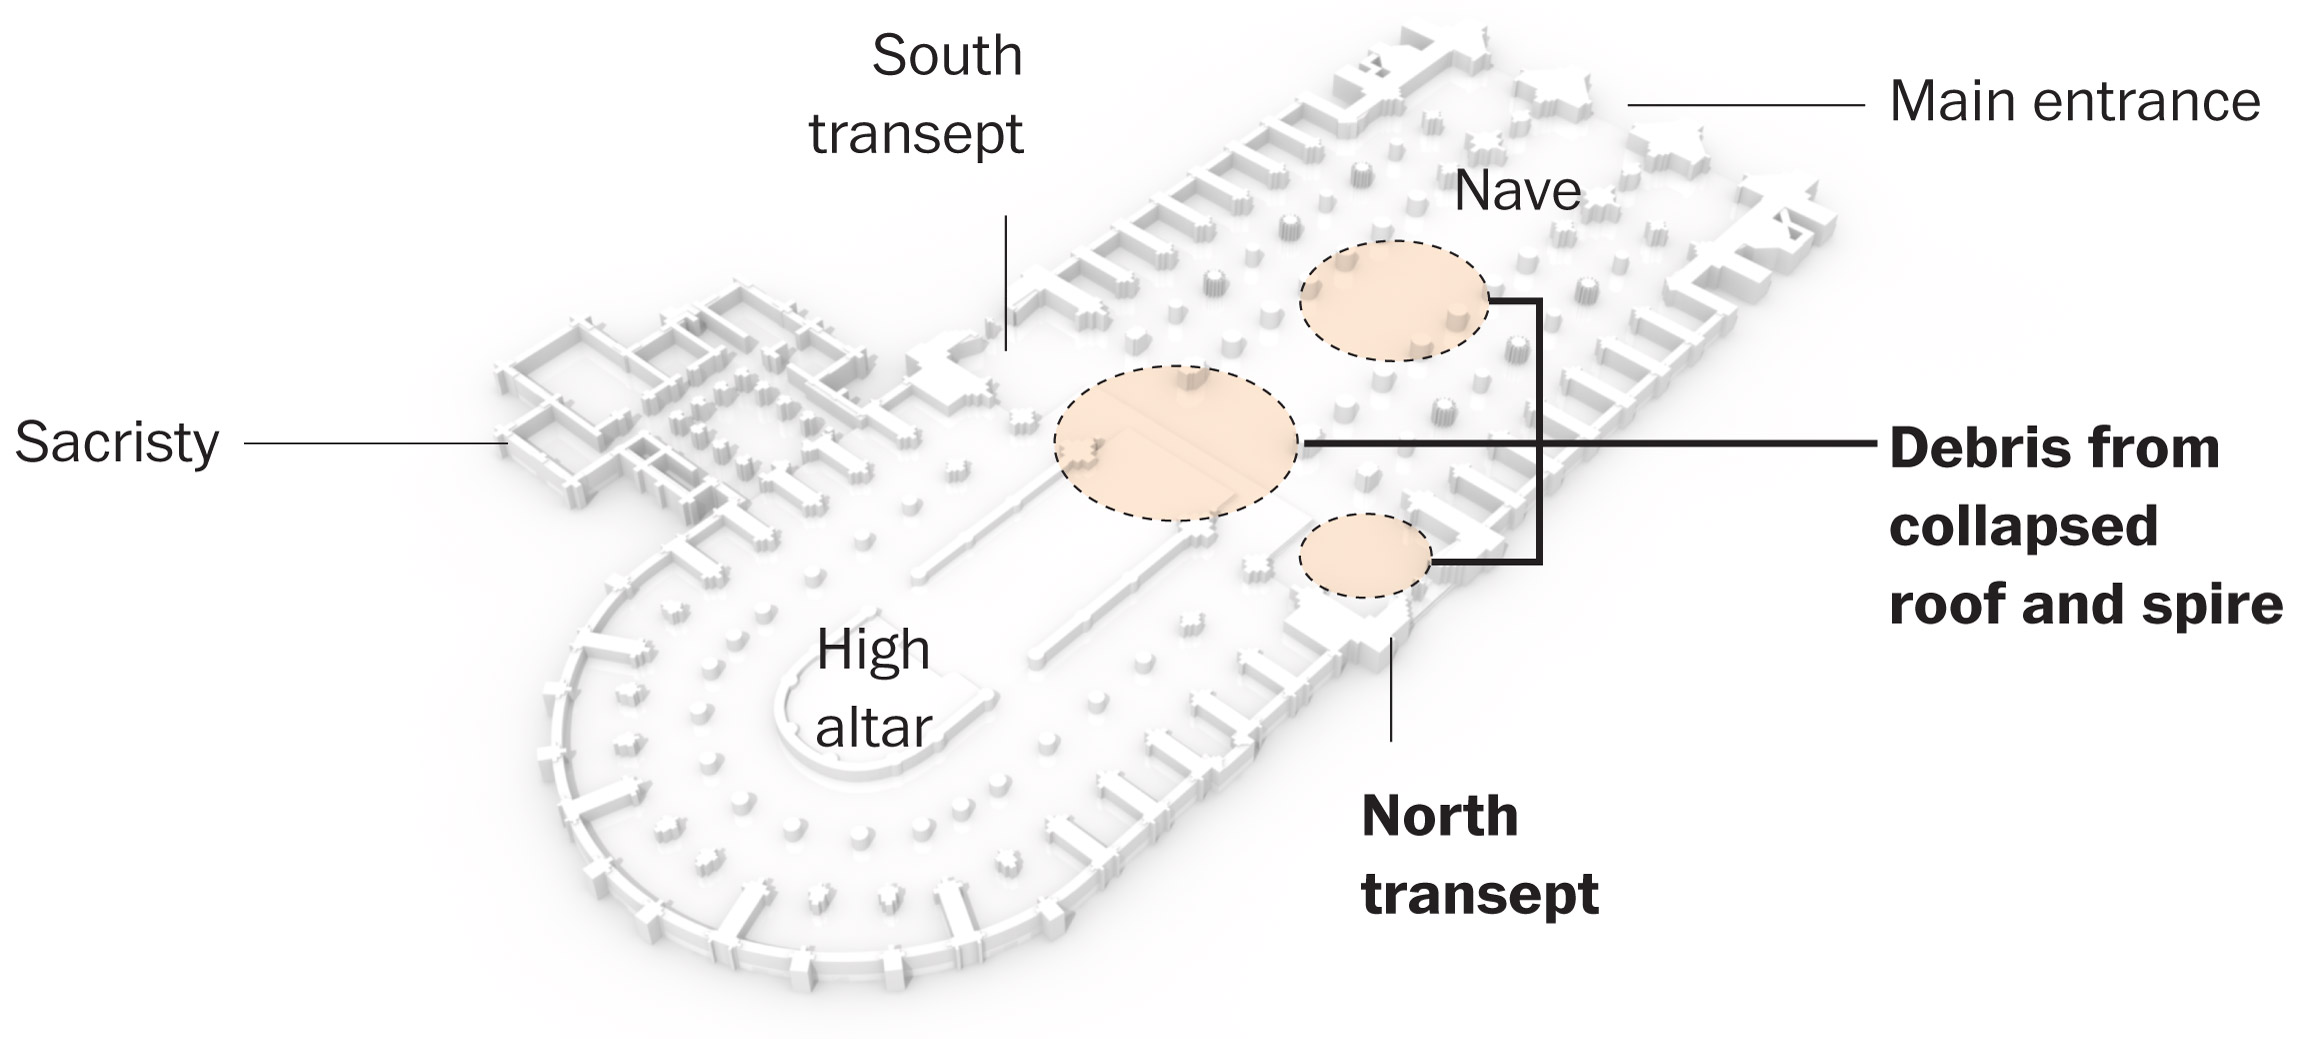 South
transept
Main entrance
Nave
Sacristy
Debris from
collapsed
roof and spire
High
altar
North
transept